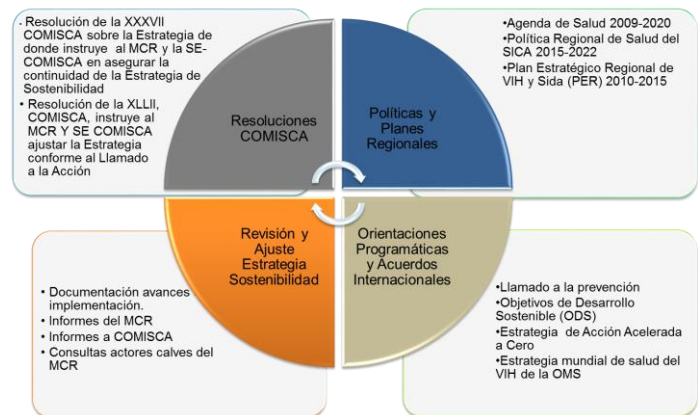 - Resolución de la XXXVII
COMISCA sobre la Estrategia de
donde instruye al MCR y la SE-
COMISCA en asegurar la
continuidad de la Estrategia de
Sostenibilidad
• Resolución de la XLLII,
COMISCA, instruye al
MCR Y SE COMISCA
ajustar la Estrategia
conforme al Llamado
a la Acción
Resoluciones
COMISCA
Políticas y
Planes
Regionales
•Agenda de Salud 2009-2020
•Política Regional de Salud del
SICA 2015-2022
•Plan Estratégico Regional de
VIH y Sida (PER) 2010-2015
Revisión y
Ajuste
Estrategia
Sostenibilidad
Orientaciones
Programáticas
y Acuerdos
Internacionales
• Documentación avances
implementación.
• Informes del MCR
• Informes a COMISCA
• Consultas actores calves del
MCR
•Llamado a la prevención
•Objetivos de Desarrollo
Sostenible (ODS)
•Estrategia de Acción Acelerada
a Cero
•Estrategia mundial de salud del
VIH de la OMS